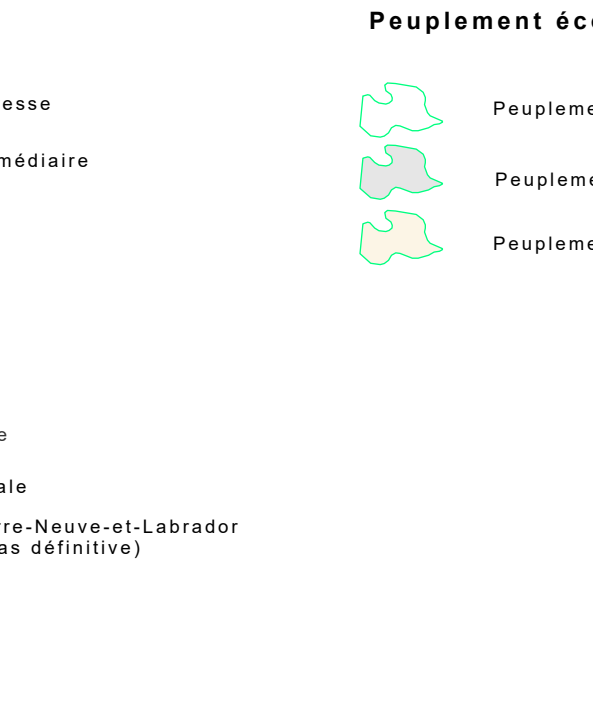 esse
médiaire
e
ale
rre-Neuve-et-Labrador
as définitive)
Peuplement éc
Peupleme
Peupleme
Peupleme